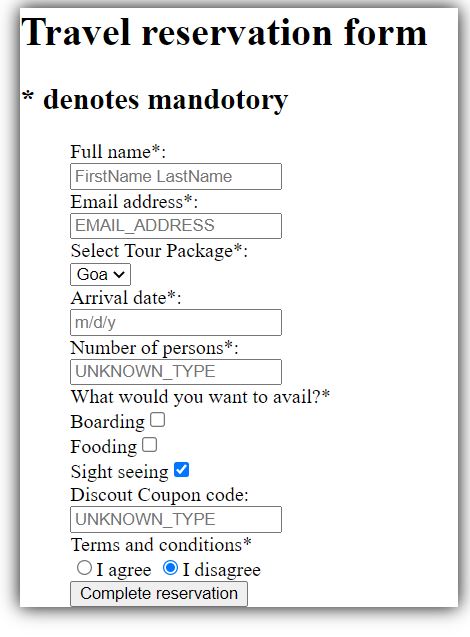 Travel reservation form
* denotes mandotory
Full name*:
FirstName LastName
Email address*:
EMAIL_ADDRESS
Select Tour Package*:
Goa
Arrival date*:
m/d/y
Number of persons*:
UNKNOWN_TYPE
What would you want to avail?*
Boarding
Fooding
Sight seeing
Discout Coupon code:
UNKNOWN_TYPE
Terms and conditions*
I agree I disagree
Complete reservation